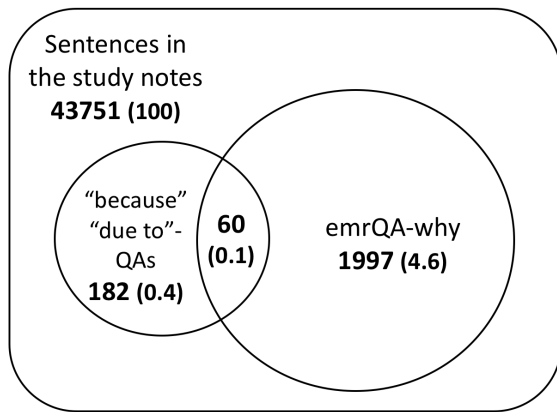 Sentences in
the study notes
43751 (100)
“because”
“due to”-
QAs
182 (0.4)
60
(0.1)
emrQA-why
1997 (4.6)